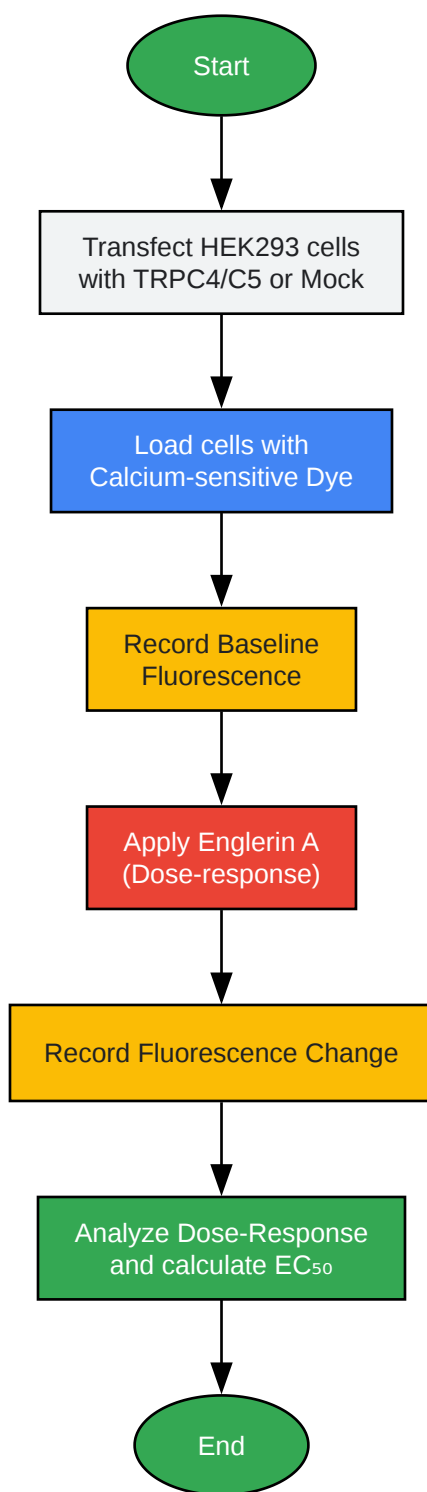 Start
Transfect HEK293 cells
with TRPC4/C5 or Mock
Load cells with
Calcium-sensitive Dye
Record Baseline
Fluorescence
Apply Englerin A
(Dose-response)
Record Fluorescence Change
Analyze Dose-Response
and calculate EC₅₀
End